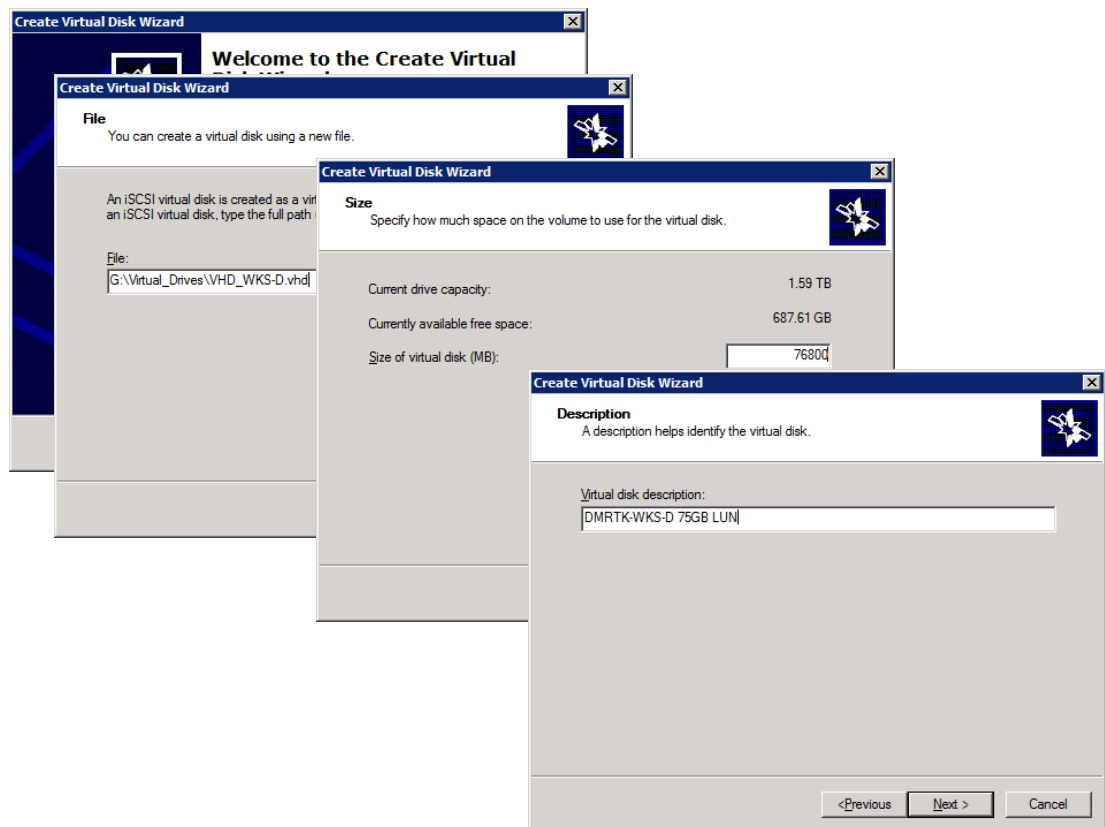 Create Virtual Disk Wizard
Welcome to the Create Virtual
Create Virtual Disk Wizard
File
You can create a virtual disk using a new file.
An iSCSI virtual disk is created as a
an iSCSI virtual disk, type the full path
File:
G:\Virtual_Drives\VHD_WKS-D.vhd
Create Virtual Disk Wizard
Size
Specify how much space on the volume to use for the virtual disk.
Current drive capacity: 1.59 TB
Currently available free space: 687.61 GB
Size of virtual disk (MB): 76800
Create Virtual Disk Wizard
Description
A description helps identify the virtual disk.
Virtual disk description:
DMRTK-WKS-D 75GB LUN
<Previous Next > Cancel